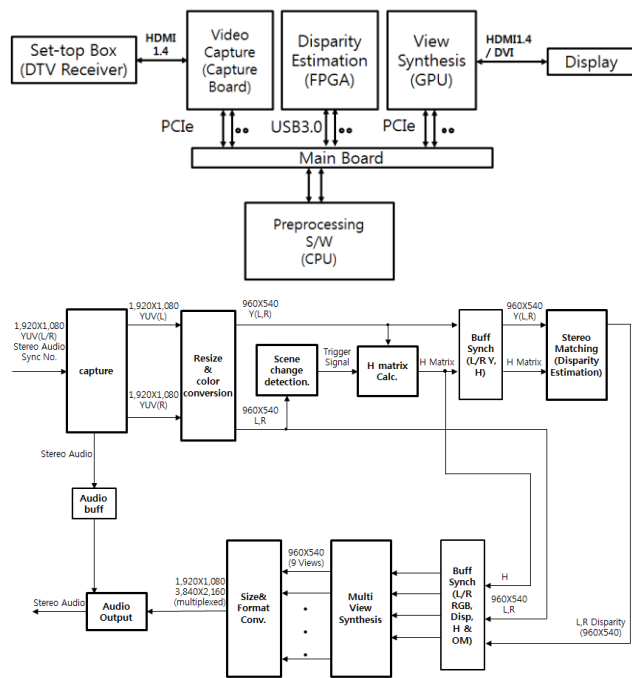 Set-top Box
(DTV Receiver)
HDMI
1.4
Video
Capture
(Capture
Board)
Disparity
Estimation
(FPGA)
View
Synthesis
(GPU)
HDMI1.4
/ DVI
Display
PCIe
USB3.0
PCIe
Main Board
Preprocessing
S/W
(CPU)
1,920X1,080
YUV(L/R)
Stereo Audio
Sync No.
capture
1,920X1,080
YUV(L)
1,920X1,080
YUV(R)
Resize
&
color
conversion
960X540
Y(L,R)
Scene
change
detection.
Trigger
Signal
H matrix
Calc.
H Matrix
960X540
L,R
Buff
Synch
(L/R Y,
H)
960X540
Y(L,R)
H Matrix
Stereo
Matching
(Disparity
Estimation)
Stereo Audio
Audio
buff
Stereo Audio
Audio
Output
1,920X1,080
3,840X2,160
(multiplexed)
Size&
Format
Conv.
960X540
(9 Views)
Multi
View
Synthesis
Buff
Synch
(L/R
RGB,
Disp,
H &
OM)
H
960X540
L,R
L,R Disparity
(960X540)